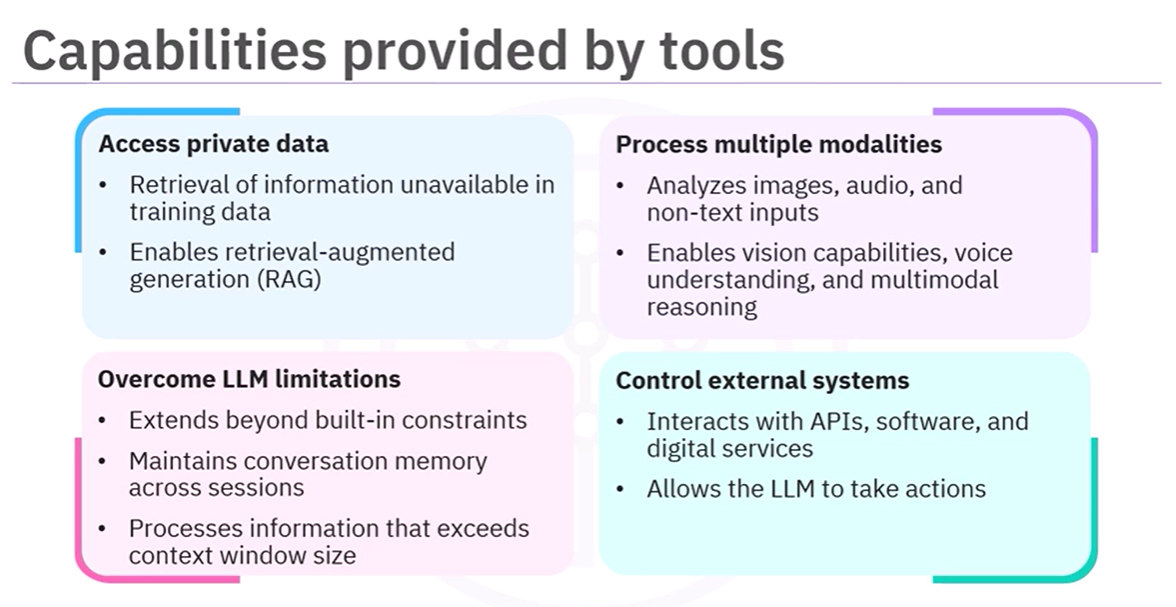 Capabilities provided by tools
Access private data
• Retrieval of information unavailable in
training data
• Enables retrieval-augmented
generation (RAG)
Process multiple modalities
• Analyzes images, audio, and
non-text inputs
• Enables vision capabilities, voice
understanding, and multimodal
reasoning
Overcome LLM limitations
• Extends beyond built-in constraints
• Maintains conversation memory
across sessions
• Processes information that exceeds
context window size
Control external systems
• Interacts with APIs, software, and
digital services
• Allows the LLM to take actions